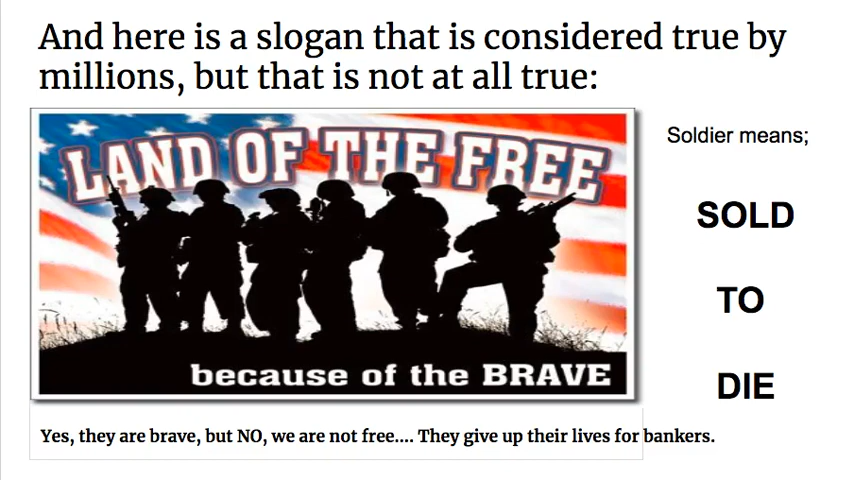 And here is a slogan that is considered true by
millions, but that is not at all true:
LAND OF THE FREE
because of the BRAVE
Soldier means;
SOLD
TO
DIE
Yes, they are brave, but NO, we are not free.... They give up their lives for bankers.